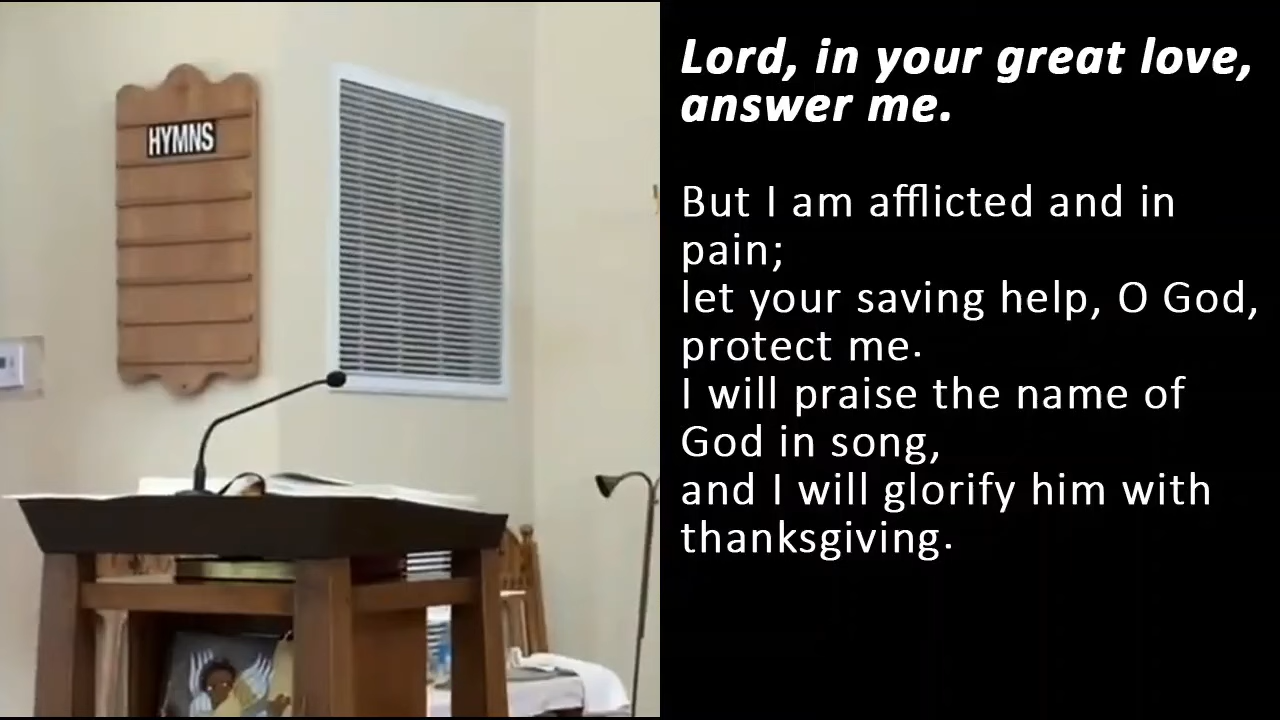 HYMNS
Lord, in your great love,
answer me.
But I am afflicted and in
pain;
let your saving help, O God,
protect me.
I will praise the name of
God in song,
and I will glorify him with
thanksgiving.